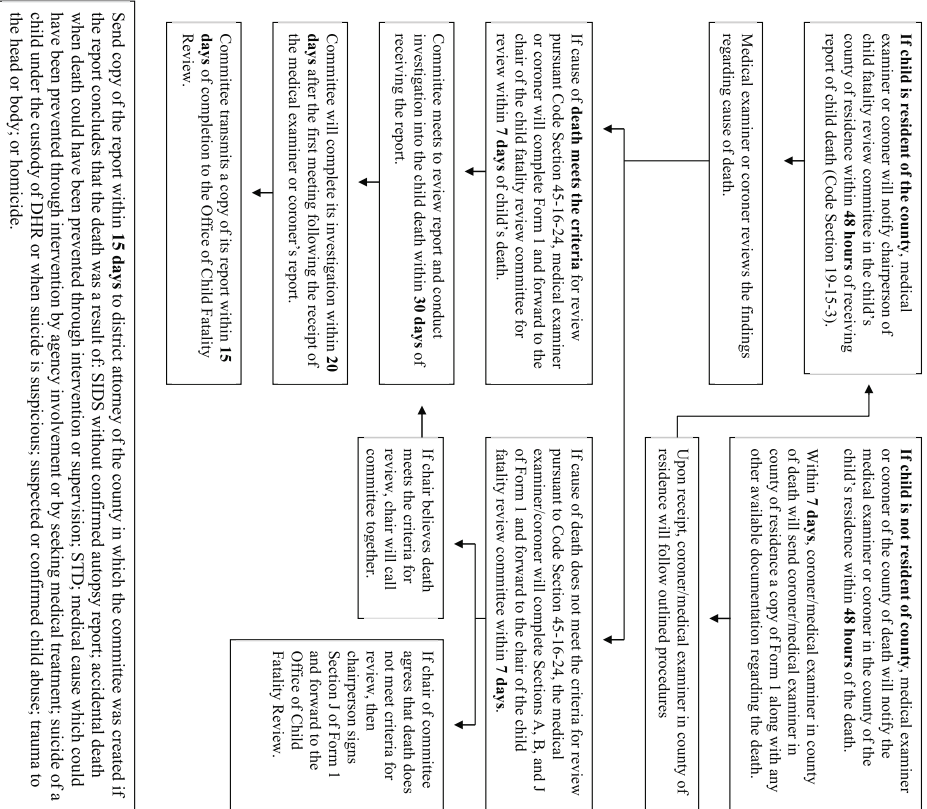 If child is resident of the county, medical
examiner or coroner will notify chairperson of
child fatality review committee in the child's
county of residence within 48 hours of receiving
report of child death (Code Section 19-15-3).
If child is not resident of county, medical examiner
or coroner of the county of death will notify the
medical examiner or coroner in the county of the
child's residence within 48 hours of the death.
Within 7 days, coroner/medical examiner in county
of death will send coroner/medical examiner in
county of residence a copy of Form 1 along with any
other available documentation regarding the death.
Medical examiner or coroner reviews the findings
regarding cause of death.
Upon receipt, coroner/medical examiner in county of
residence will follow outlined procedures
If cause of death meets the criteria for review
pursuant Code Section 45-16-24, medical examiner
or coroner will complete Form 1 and forward to the
chair of the child fatality review committee for
review within 7 days of child's death.
If cause of death does not meet the criteria for review
pursuant to Code Section 45-16-24, the medical
examiner/coroner will complete Sections A, B, and J
of Form 1 and forward to the chair of the child
fatality review committee within 7 days.
Committee meets to review report and conduct
investigation into the child death within 30 days of
receiving the report.
If chair believes death
meets the criteria for
review, chair will call
committee together.
If chair of committee
agrees that death does
not meet criteria for
review, then
chairperson signs
Section J of Form 1
and forward to the
Office of Child
Fatality Review.
Committee will complete its investigation within 20
days after the first meeting following the receipt of
the medical examiner or coroner's report.
Committee transmits a copy of its report within 15
days of completion to the Office of Child Fatality
Review.
Send copy of the report within 15 days to district attorney of the county in which the committee was created if
the report concludes that the death was a result of: SIDS without confirmed autopsy report; accidental death
when death could have been prevented through intervention or supervision; STD; medical cause which could
have been prevented through intervention by agency involvement or by seeking medical treatment; suicide of a
child under the custody of DHR or when suicide is suspicious; suspected or confirmed child abuse; trauma to
the head or body; or homicide.